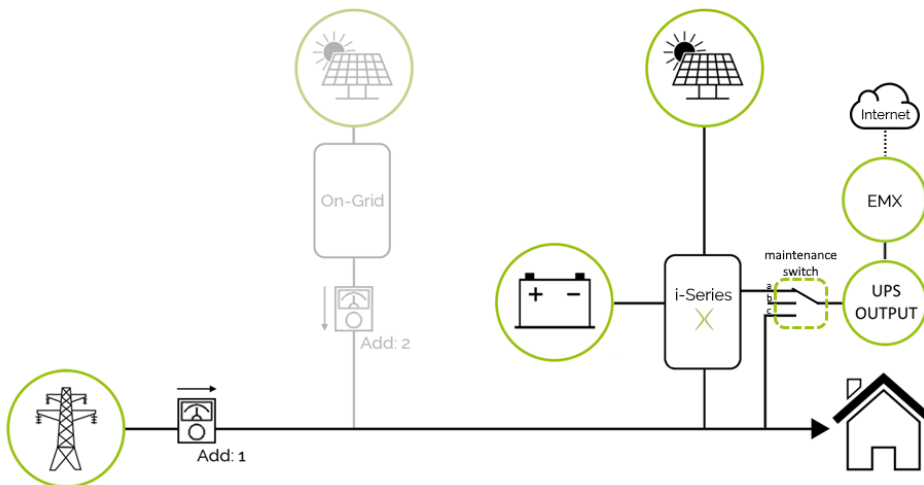 Internet
On-Grid
EMX
maintenance
switch
i-Series
X
a
b
c
+ -
UPS
OUTPUT
Add: 2
Add: 1